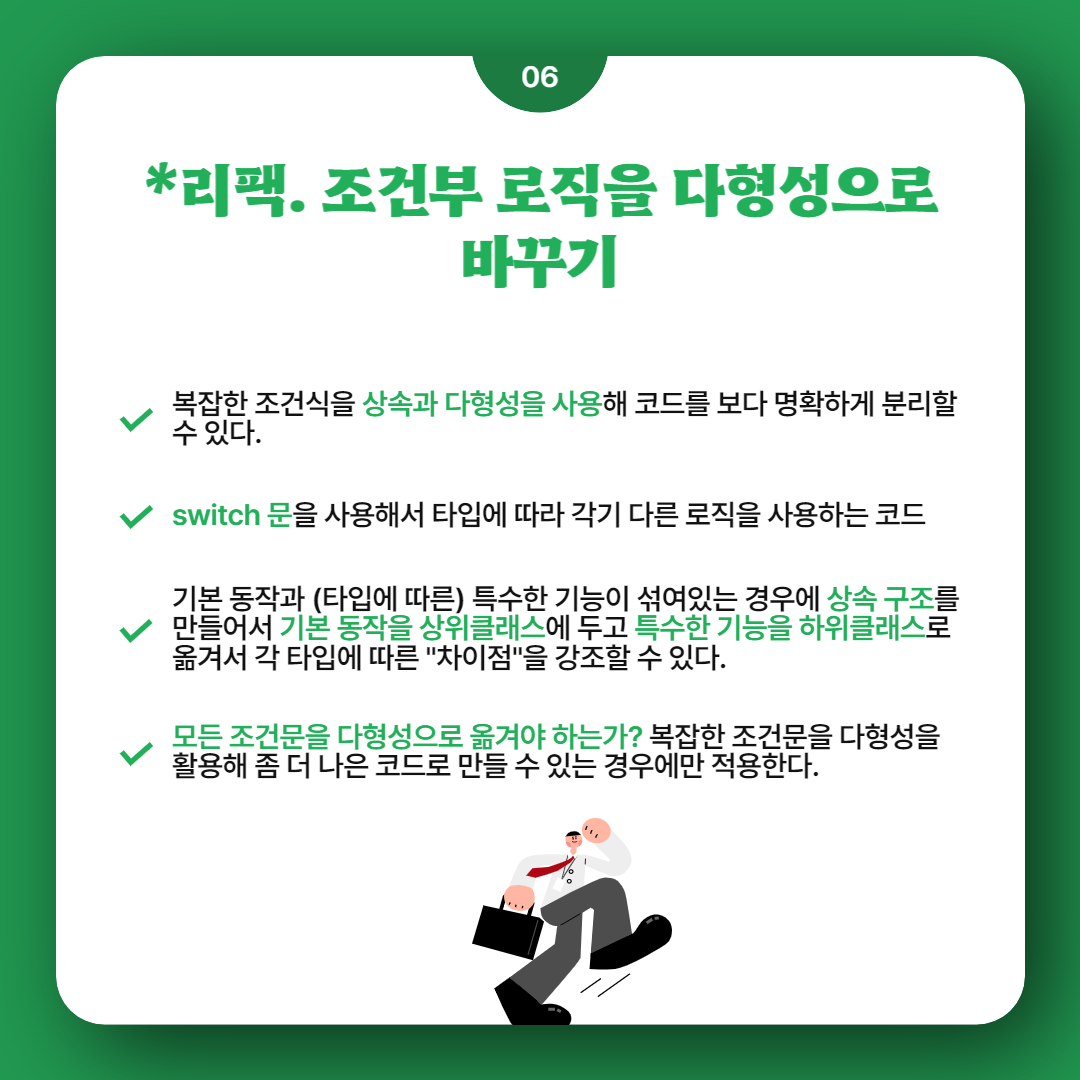 06
*리팩. 조건부 로직을 다형성으로
바꾸기
복잡한 조건식을 상속과 다형성을 사용해 코드를 보다 명확하게 분리할
수 있다.
switch 문을 사용해서 타입에 따라 각기 다른 로직을 사용하는 코드
기본 동작과 (타입에 따른) 특수한 기능이 섞여있는 경우에 상속 구조를
만들어서 기본 동작을 상위클래스에 두고 특수한 기능을 하위클래스로
옮겨서 각 타입에 따른 "차이점"을 강조할 수 있다.
모든 조건문을 다형성으로 옮겨야 하는가? 복잡한 조건문을 다형성을
활용해 좀 더 나은 코드로 만들 수 있는 경우에만 적용한다.